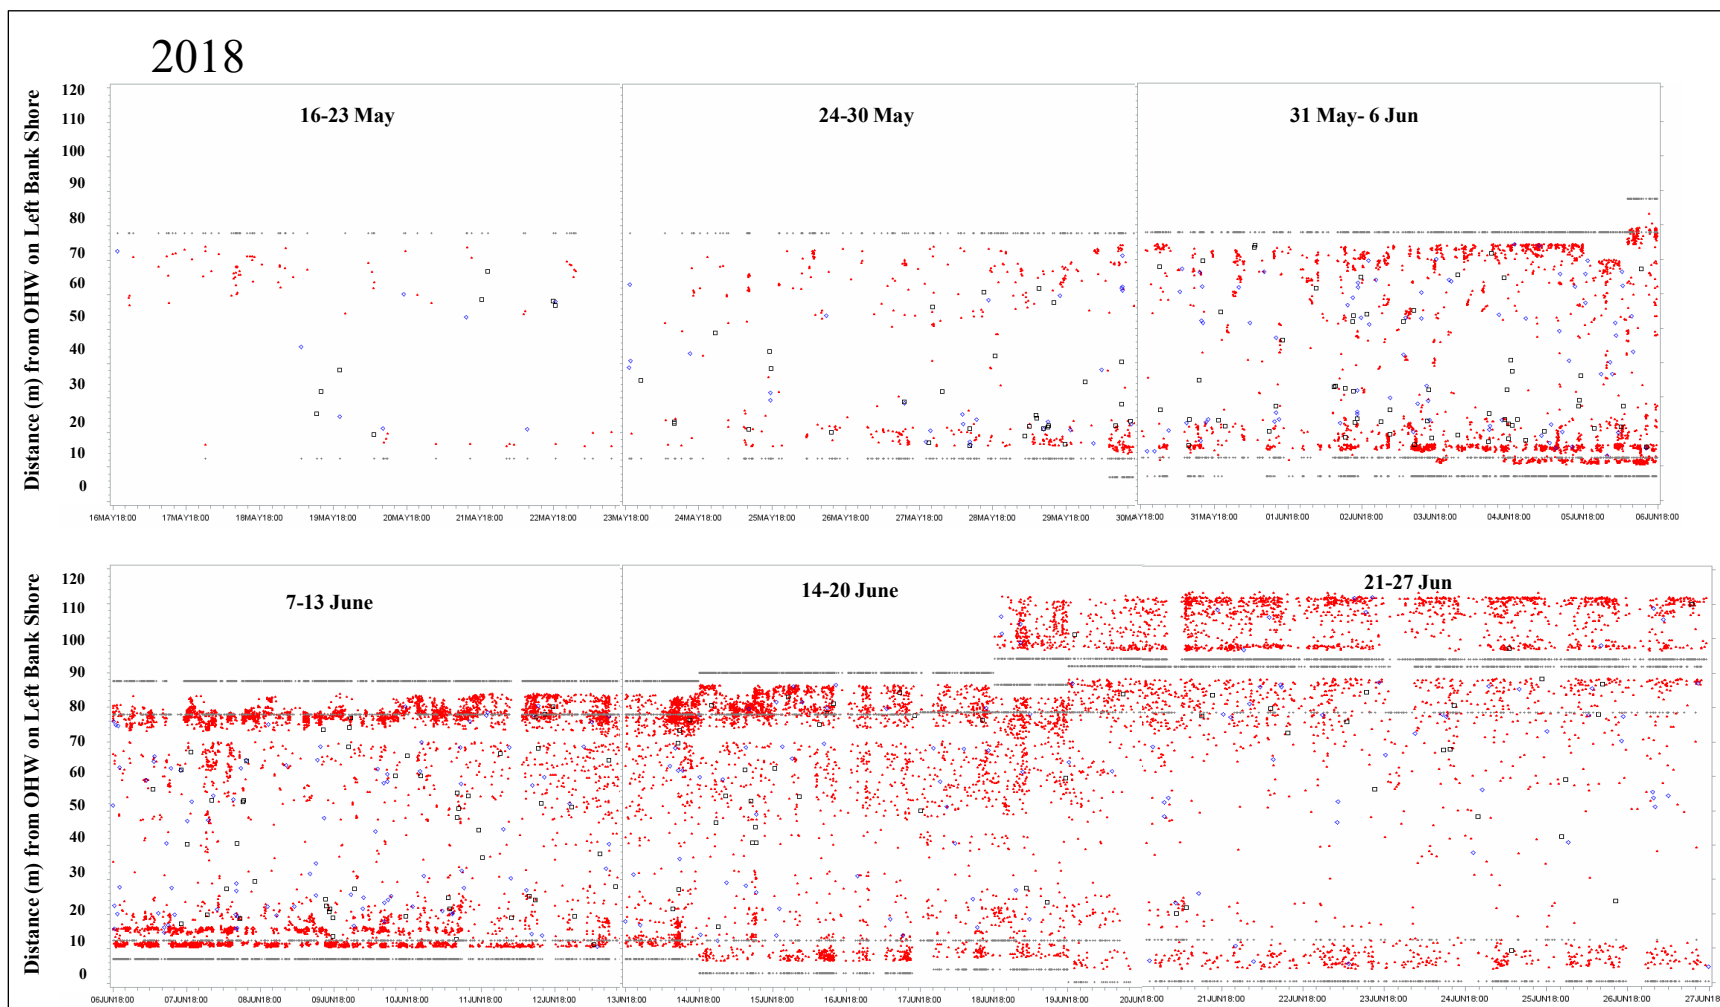 2018
Distance (m) from OHW on Left Bank Shore
120
110
100
90
80
70
60
50
40
30
20
10
0
16-23 May
24-30 May
31 May- 6 Jun
16MAY18:00 17MAY18:00 18MAY18:00 19MAY18:00 20MAY18:00 21MAY18:00 22MAY18:00 23MAY18:00 24MAY18:00 25MAY18:00 26MAY18:00 27MAY18:00 28MAY18:00 29MAY18:00 30MAY18:00 31MAY18:00 01JUN18:00 02JUN18:00 03JUN18:00 04JUN18:00 05JUN18:00 06JUN18:00
Distance (m) from OHW on Left Bank Shore
120
110
100
90
80
70
60
50
40
30
20
10
0
7-13 June
14-20 June
21-27 Jun
06JUN18:00 07JUN18:00 08JUN18:00 09JUN18:00 10JUN18:00 11JUN18:00 12JUN18:00 13JUN18:00 14JUN18:00 15JUN18:00 16JUN18:00 17JUN18:00 18JUN18:00 19JUN18:00 20JUN18:00 21JUN18:00 22JUN18:00 23JUN18:00 24JUN18:00 25JUN18:00 26JUN18:00 27JUN18